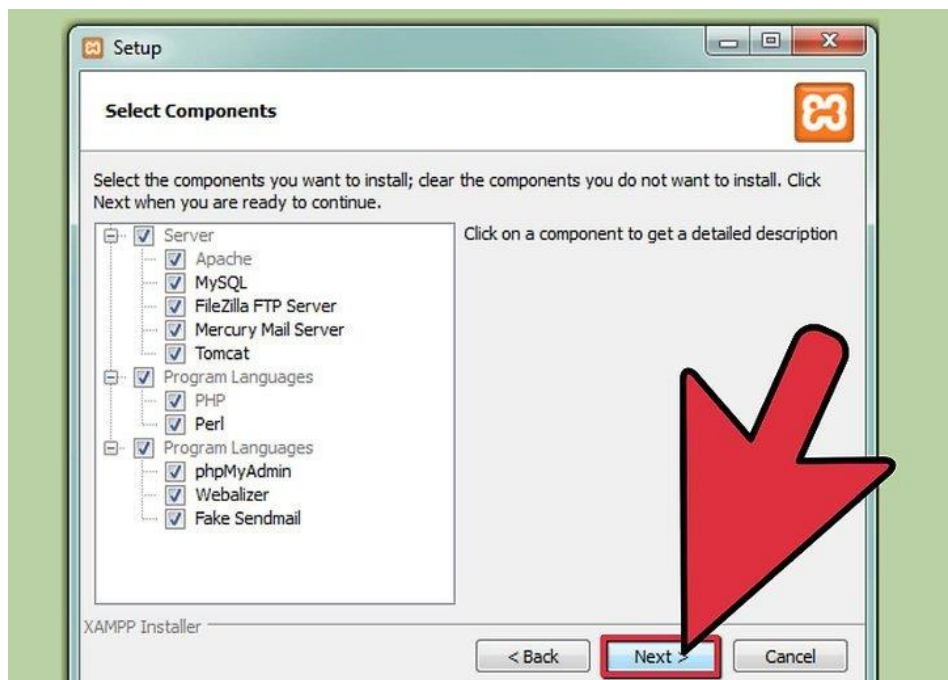 Setup
Select Components
Select the components you want to install; clear the components you do not want to install. Click
Next when you are ready to continue.
Server
Apache
MySQL
FileZilla FTP Server
Mercury Mail Server
Tomcat
Program Languages
PHP
Perl
Program Languages
phpMyAdmin
Webalizer
Fake Sendmail
Click on a component to get a detailed description
XAMPP Installer
< Back
Next >
Cancel